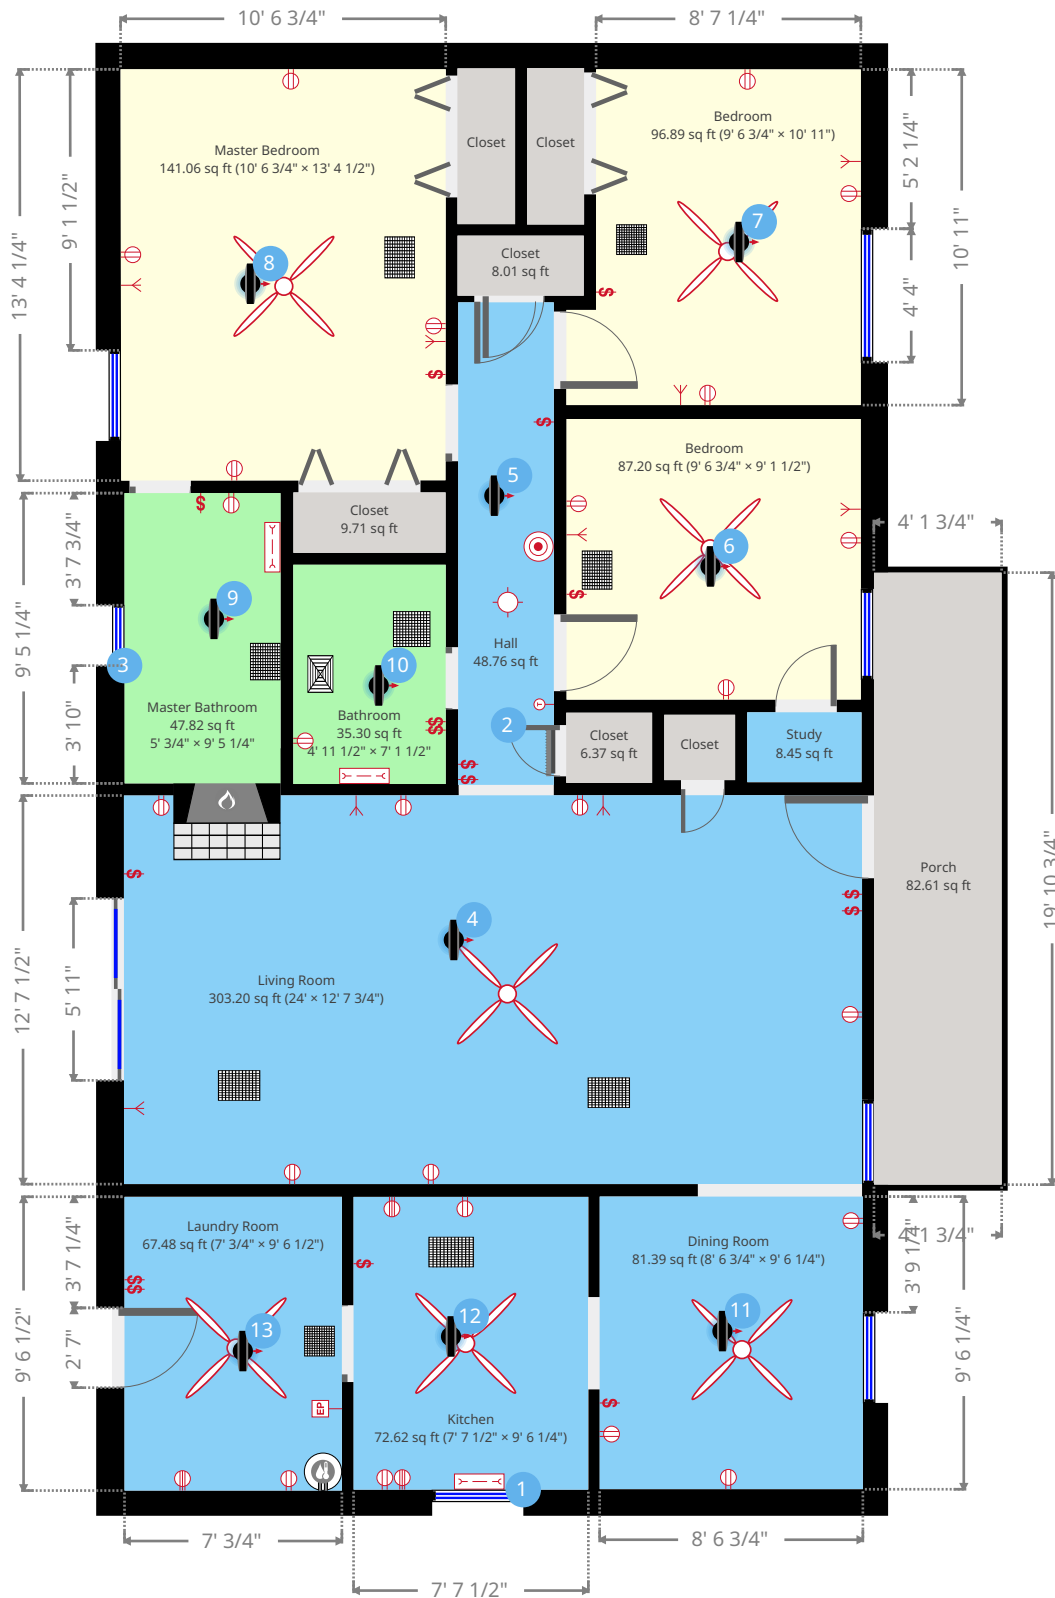 10' 6 3/4"
8' 7 1/4"
Master Bedroom
141.06 sq ft (10' 6 3/4" × 13' 4 1/2")
Closet
Closet
Bedroom
96.89 sq ft (9' 6 3/4" × 10' 11")
5' 2 1/4"
9' 1 1/2"
13' 4 1/4"
10' 11"
4' 4"
7
8
Closet
8.01 sq ft
$
$
$
Bedroom
87.20 sq ft (9' 6 3/4" × 9' 1 1/2")
5
Closet
9.71 sq ft
$
4' 1 3/4"
3' 7 3/4"
9' 5 1/4"
6
9
$
Hall
48.76 sq ft
3
10
3' 10"
Master Bathroom
47.82 sq ft
5' 3/4" × 9' 5 1/4"
Bathroom
35.30 sq ft
4' 11 1/2" × 7' 1 1/2"
$
$
T
2
Closet
6.37 sq ft
Closet
Study
8.45 sq ft
$
$
$
Porch
82.61 sq ft
19' 10 3/4"
$
$
4
12' 7 1/2"
5' 11"
Living Room
303.20 sq ft (24' × 12' 7 3/4")
Laundry Room
67.48 sq ft (7' 3/4" × 9' 6 1/2")
Dining Room
81.39 sq ft (8' 6 3/4" × 9' 6 1/4")
4' 1 3/4"
3' 9 1/4"
3' 7 1/4"
$
$
$
9' 6 1/2"
2' 7"
13
12
11
9' 6 1/4"
EP
$
Kitchen
72.62 sq ft (7' 7 1/2" × 9' 6 1/4")
1
7' 3/4"
8' 6 3/4"
7' 7 1/2"